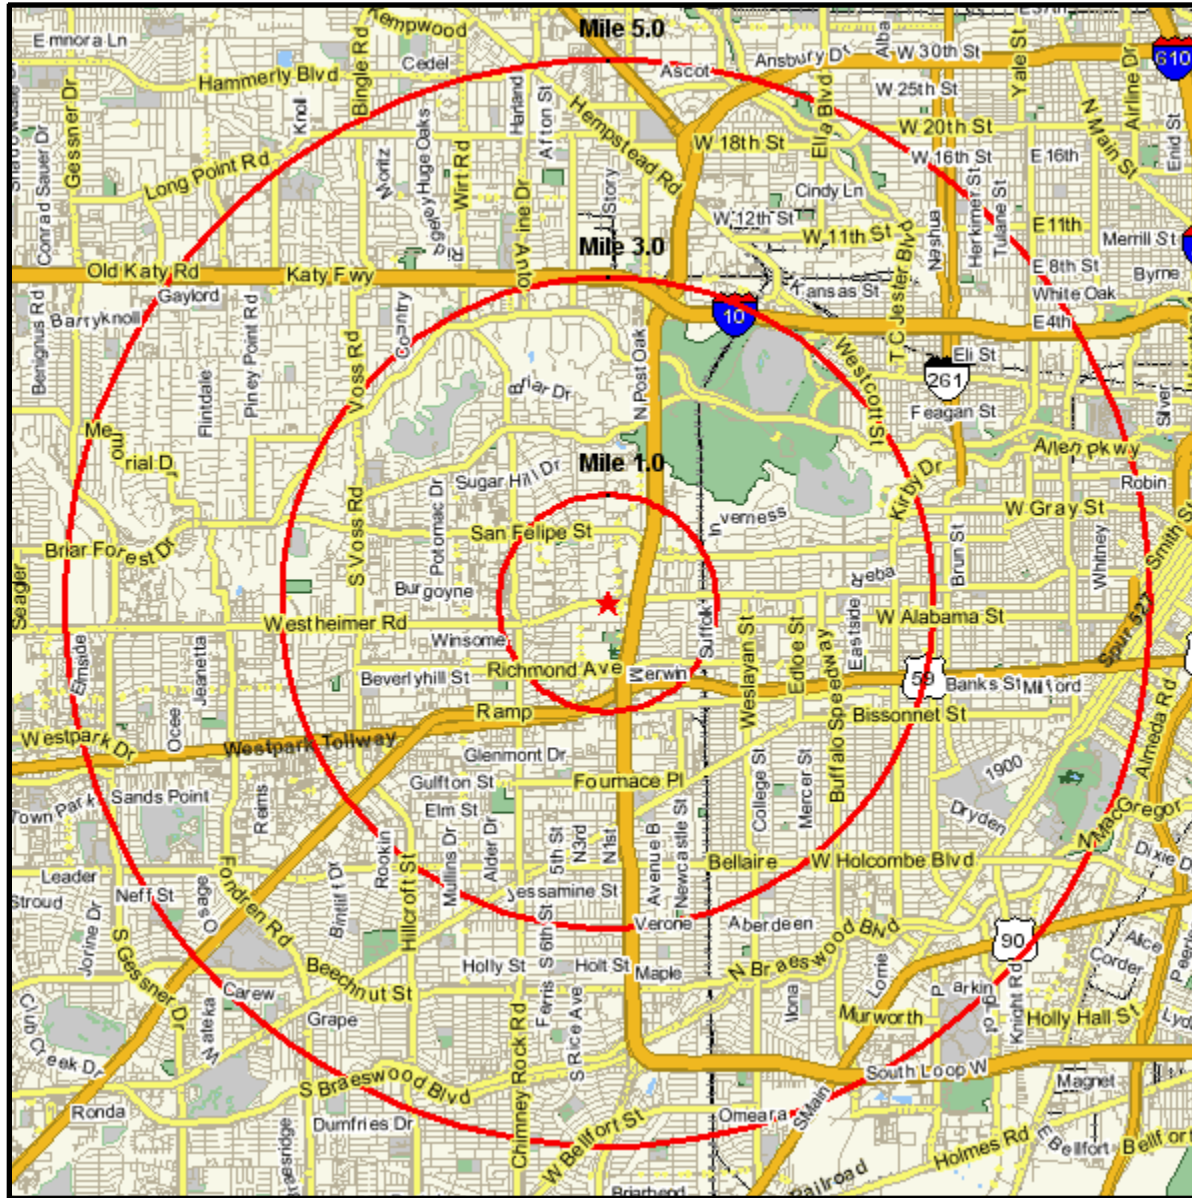 Mile 5.0
Kempwood
Alba
E 37th
Emnora Ln
Bingle Rd
Cedel
Ascot
Ansbury Dr
W 30th St
Yale St
Airline Dr
610
Hammerly Blvd
Gessner Dr
Knoll
Harland
Afton St
Hempstead Rd
Ella Blvd
W 25th St
N Main St
Enid St
W 20th St
W 18th St
Conrad Sauer Dr
Long Point Rd
Moritz
Huge Oaks
Ridgeley
Wirt Rd
W 16th St
E 16th
Antoine Dr
Story
Cindy Ln
Herkimer St
Tulane St
W 12th St
W 11th St
E 11th
Nashua
Merrill St
Mile 3.0
Old Katy Rd
Katy Fwy
T C Jester Blvd
E 8th St
Byrne
Gaylord
Kansas St
White Oak
Benignus Rd
Barryknoll
Piney Point Rd
Country
10
E 4th
S Voss Rd
Voss Rd
N Post Oak
Westcott St
Eli St
261
Flintdale
Briar Dr
Feagan St
Silver
Memorial Dr
Allen Pkwy
Mile 1.0
Sugar Hill Dr
Kirby Dr
Robin
Potomac Dr
Inverness
W Gray St
San Felipe St
Smith St
Briar Forest Dr
Whitney
Brun St
Seager
Burgoyne
Reba
Westheimer Rd
W Alabama St
Winsome
Suffolk
Weslayan St
Edloe St
Eastside
Spur 527
Elmside
Jeanetta
Richmond Ave
Merwin
59
Beverlyhill St
Banks St
Milford
Ramp
Bissonnet St
Buffalo Speedway
Almeda Rd
Westpark Dr
Ocee
Westpark Tollway
Glenmont Dr
Gulfton St
Fournace Pl
1900
Town Park
Sands Point
Rams
Elm St
College St
Mercer St
Dryden
N MacGregor
Rookin
Mullins Dr
Alder Dr
5th St
N3rd
N1st
Avenue B
Newcastle St
Bellaire
W Holcombe Blvd
Dixie D
Leader
Neff St
Fondren Rd
Bintliff Dr
Hillcroft St
Jessamine St
Stroud
Osage
Verone
Aberdeen
Jorine Dr
S Gessner Dr
S 6th St
N Braeswood Blvd
90
Alice
Corder
Beechnut St
Holly St
Holt St
Maple
Lorrie
Carew
Ferris
Knight Rd
Grape
Chimney Rock Rd
S Rice Ave
Ilona
Murworth
Holly Hall St
Wateka
Creek Dr
S Braeswood Blvd
South Loop W
Magnet
Ronda
Dumfries Dr
W Bellfort St
Omeara
S Main
Holmes Rd
E Bellfort
Bellfort
Braesridge
Briarbend
Railroad